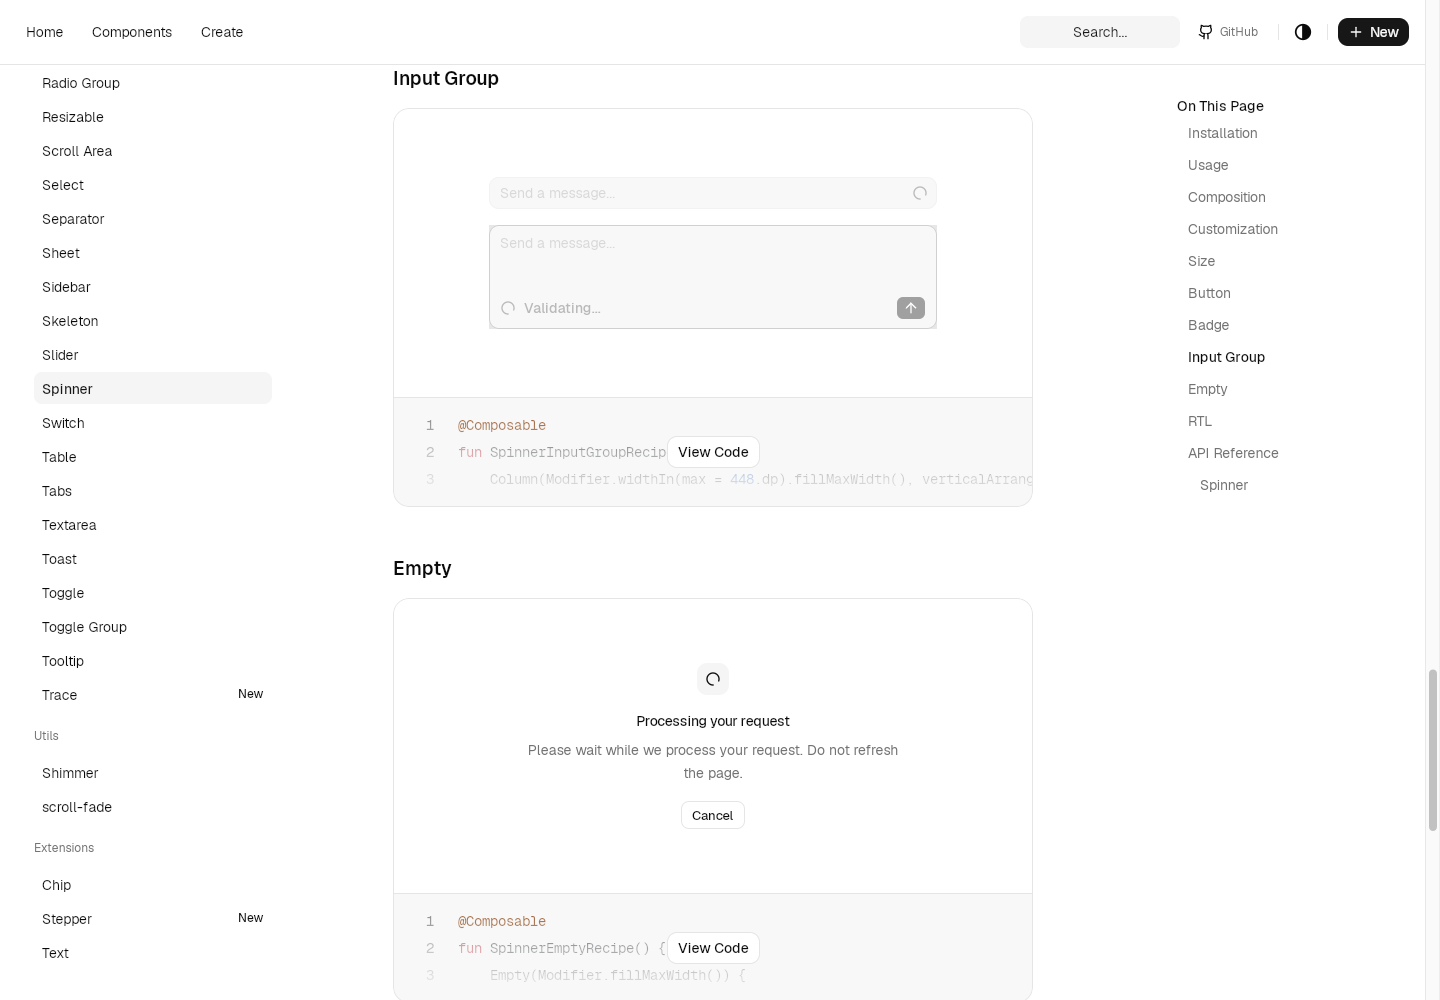 Home
Components
Create
Search...
GitHub
New
Radio Group
Resizable
Scroll Area
Select
Separator
Sheet
Sidebar
Skeleton
Slider
Spinner
Switch
Table
Tabs
Textarea
Toast
Toggle
Toggle Group
Tooltip
Trace New
Utils
Shimmer
scroll-fade
Extensions
Chip
Stepper New
Text
Input Group
Send a message...
Send a message...
Validating...
1 @Composable
2 fun SpinnerInputGroupRecip
View Code
3 Column(Modifier.widthIn(max = 448.dp).fillMaxWidth(), verticalArrang
Empty
Processing your request
Please wait while we process your request. Do not refresh
the page.
Cancel
1 @Composable
2 fun SpinnerEmptyRecipe() {
View Code
3 Empty(Modifier.fillMaxWidth()) {
On This Page
Installation
Usage
Composition
Customization
Size
Button
Badge
Input Group
Empty
RTL
API Reference
Spinner